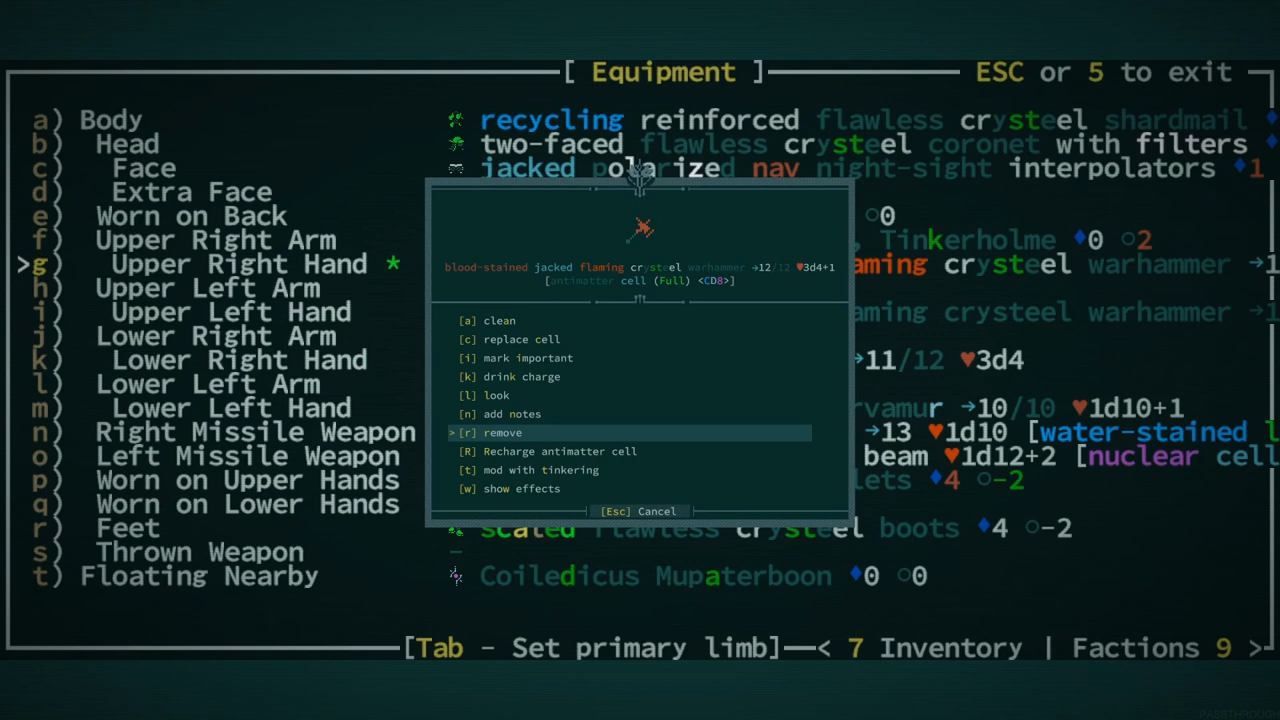 [ Equipment ] ESC or 5 to exit
a) Body recycling reinforced flawless crysteel shardmail
b) Head two-faced flawless crysteel coronet with filters
c) Face jacked polarized nav night-sight interpolators ♦1
d) Extra Face
e) Worn on Back ○0
f) Upper Right Arm , Tinkerholme ♦0 ○2
>g) Upper Right Hand * aming crysteel warhammer →1
h) Upper Left Arm
i) Upper Left Hand aming crysteel warhammer →1
j) Lower Right Arm
k) Lower Right Hand →11/12 ♥3d4
l) Lower Left Arm
m) Lower Left Hand rvamur →10/10 ♥1d10+1
n) Right Missile Weapon →13 ♥1d10 [water-stained
o) Left Missile Weapon beam ♥1d12+2 [nuclear cell
p) Worn on Upper Hands lets ♦4 ○-2
q) Worn on Lower Hands
r) Feet scaled flawless crysteel boots ♦4 ○-2
s) Thrown Weapon –
t) Floating Nearby Coiledicus Mupaterboon ♦0 ○0
blood-stained jacked flaming crysteel warhammer →12/12 ♥3d4+1
[antimatter cell (Full) <CD8>]
[a] clean
[c] replace cell
[i] mark important
[k] drink charge
[l] look
[n] add notes
> [r] remove
[R] Recharge antimatter cell
[t] mod with tinkering
[w] show effects
[Esc] Cancel
[Tab - Set primary limb] < 7 Inventory | Factions 9 >